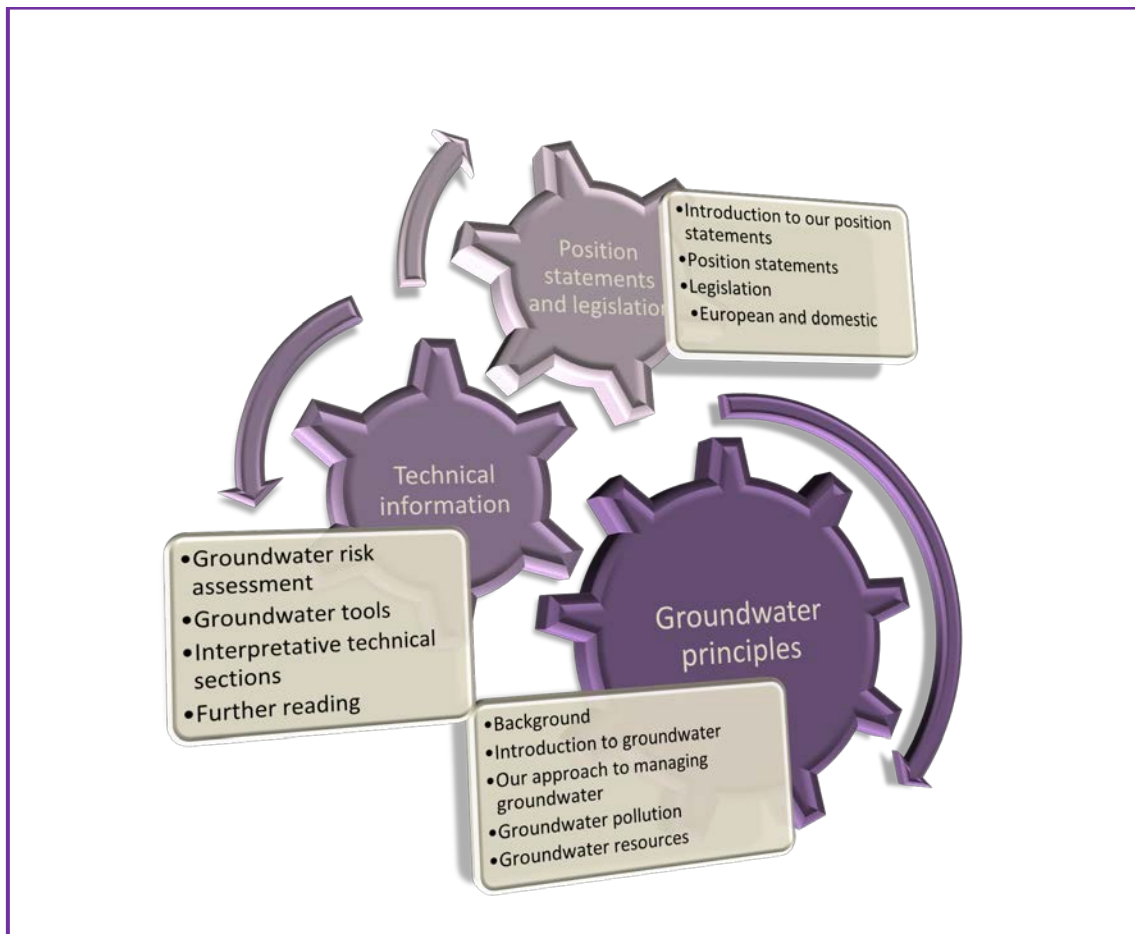 Position
statements
and legislation
•Introduction to our position
statements
•Position statements
•Legislation
•European and domestic
Technical
information
•Groundwater risk
assessment
•Groundwater tools
•Interpretative technical
sections
•Further reading
Groundwater
principles
•Background
•Introduction to groundwater
•Our approach to managing
groundwater
•Groundwater pollution
•Groundwater resources